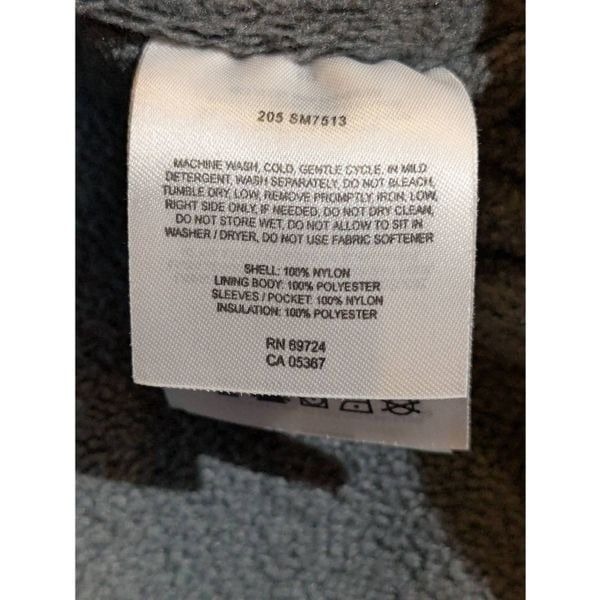 205 SM7513
MACHINE WASH, COLD, GENTLE CYCLE, IN MILD
DETERGENT, WASH SEPARATELY, DO NOT BLEACH,
TUMBLE DRY, LOW, REMOVE PROMPTLY, IRON, LOW,
RIGHT SIDE ONLY, IF NEEDED, DO NOT DRY CLEAN,
DO NOT STORE WET, DO NOT ALLOW TO SIT IN
WASHER / DRYER, DO NOT USE FABRIC SOFTENER
SHELL: 100% NYLON
LINING BODY: 100% POLYESTER
SLEEVES / POCKET: 100% NYLON
INSULATION: 100% POLYESTER
RN 69724
CA 05367